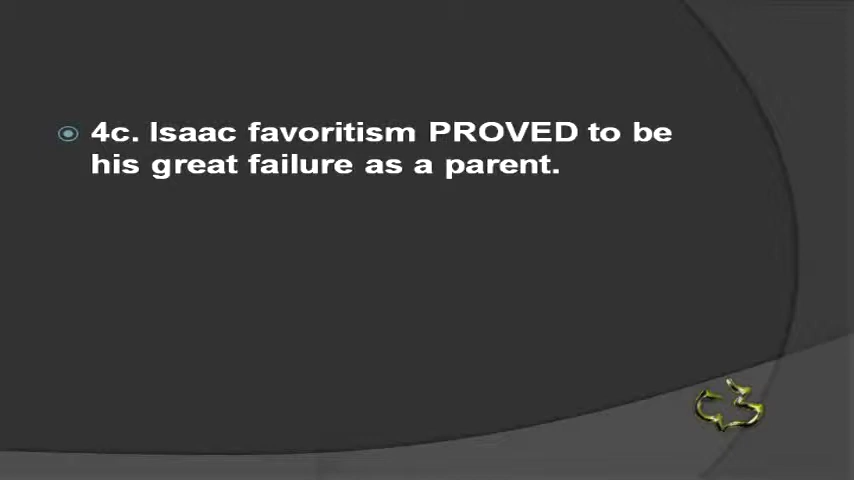 4c. Isaac favoritism PROVED to be
his great failure as a parent.